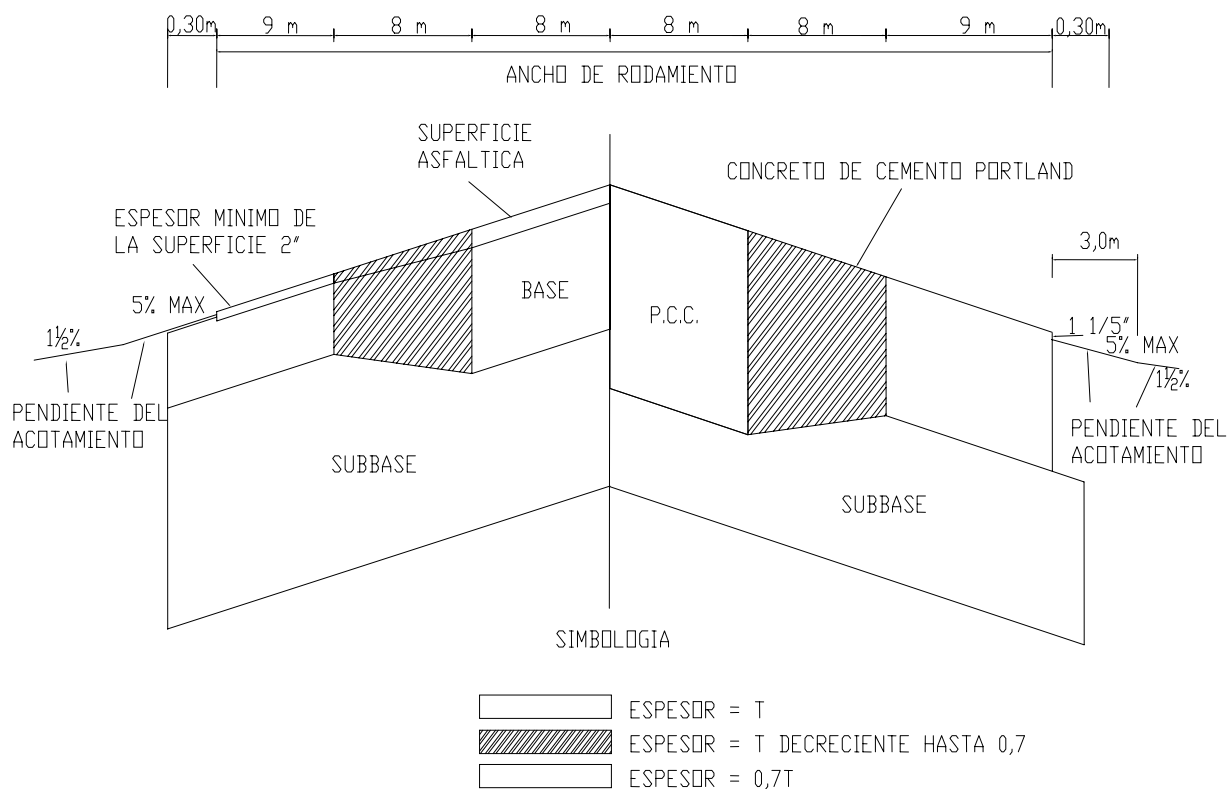 0,30m 9 m 8 m 8 m 8 m 8 m 9 m 0,30m
ANCHO DE RODAMIENTO
SUPERFICIE
ASFALTICA
CONCRETO DE CEMENTO PORTLAND
ESPESOR MINIMO DE
LA SUPERFICIE 2"
3,0m
5% MAX
BASE
P.C.C.
1 1/5"
5% MAX
1½%
1½%
PENDIENTE DEL
ACOTAMIENTO
PENDIENTE DEL
ACOTAMIENTO
SUBBASE
SUBBASE
SIMBOLOGIA
ESPESOR = T
ESPESOR = T DECRECIENTE HASTA 0,7
ESPESOR = 0,7T